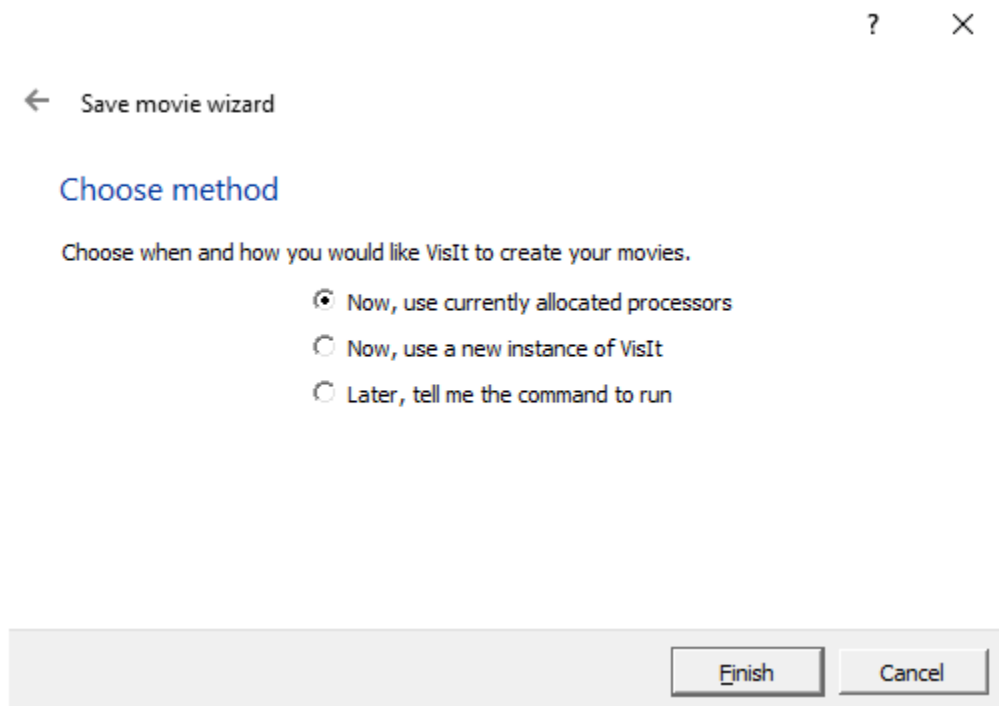 ?
Save movie wizard
Choose method
Choose when and how you would like VisIt to create your movies.
Now, use currently allocated processors
Now, use a new instance of VisIt
Later, tell me the command to run
Finish Cancel